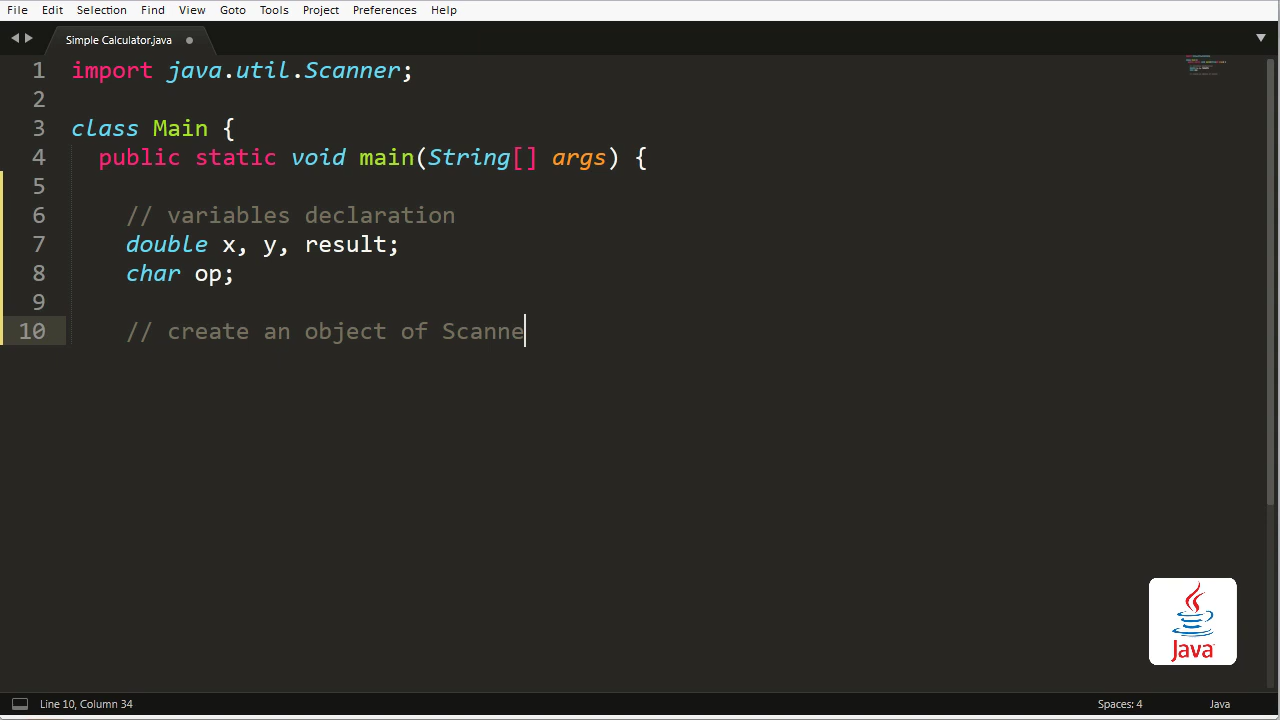 File Edit Selection Find View Goto Tools Project Preferences Help
Simple Calculator.java
1 import java.util.Scanner;
2
3 class Main {
4 public static void main(String[] args) {
5
6 // variables declaration
7 double x, y, result;
8 char op;
9
10 // create an object of Scanne
Java
Line 10, Column 34 Spaces: 4 Java